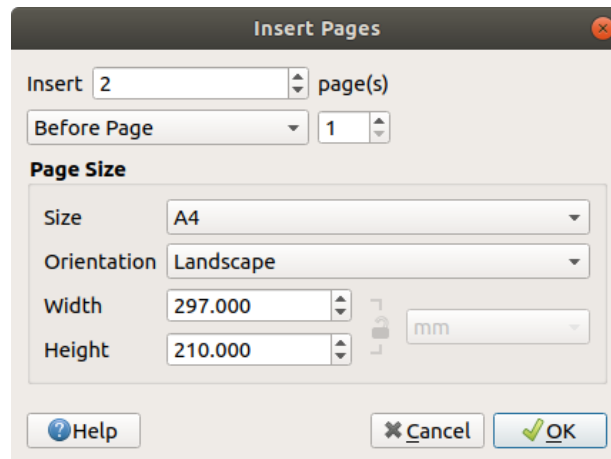 Insert Pages
Insert 2 page(s)
Before Page 1
Page Size
Size A4
Orientation Landscape
Width 297.000
mm
Height 210.000
Help Cancel OK